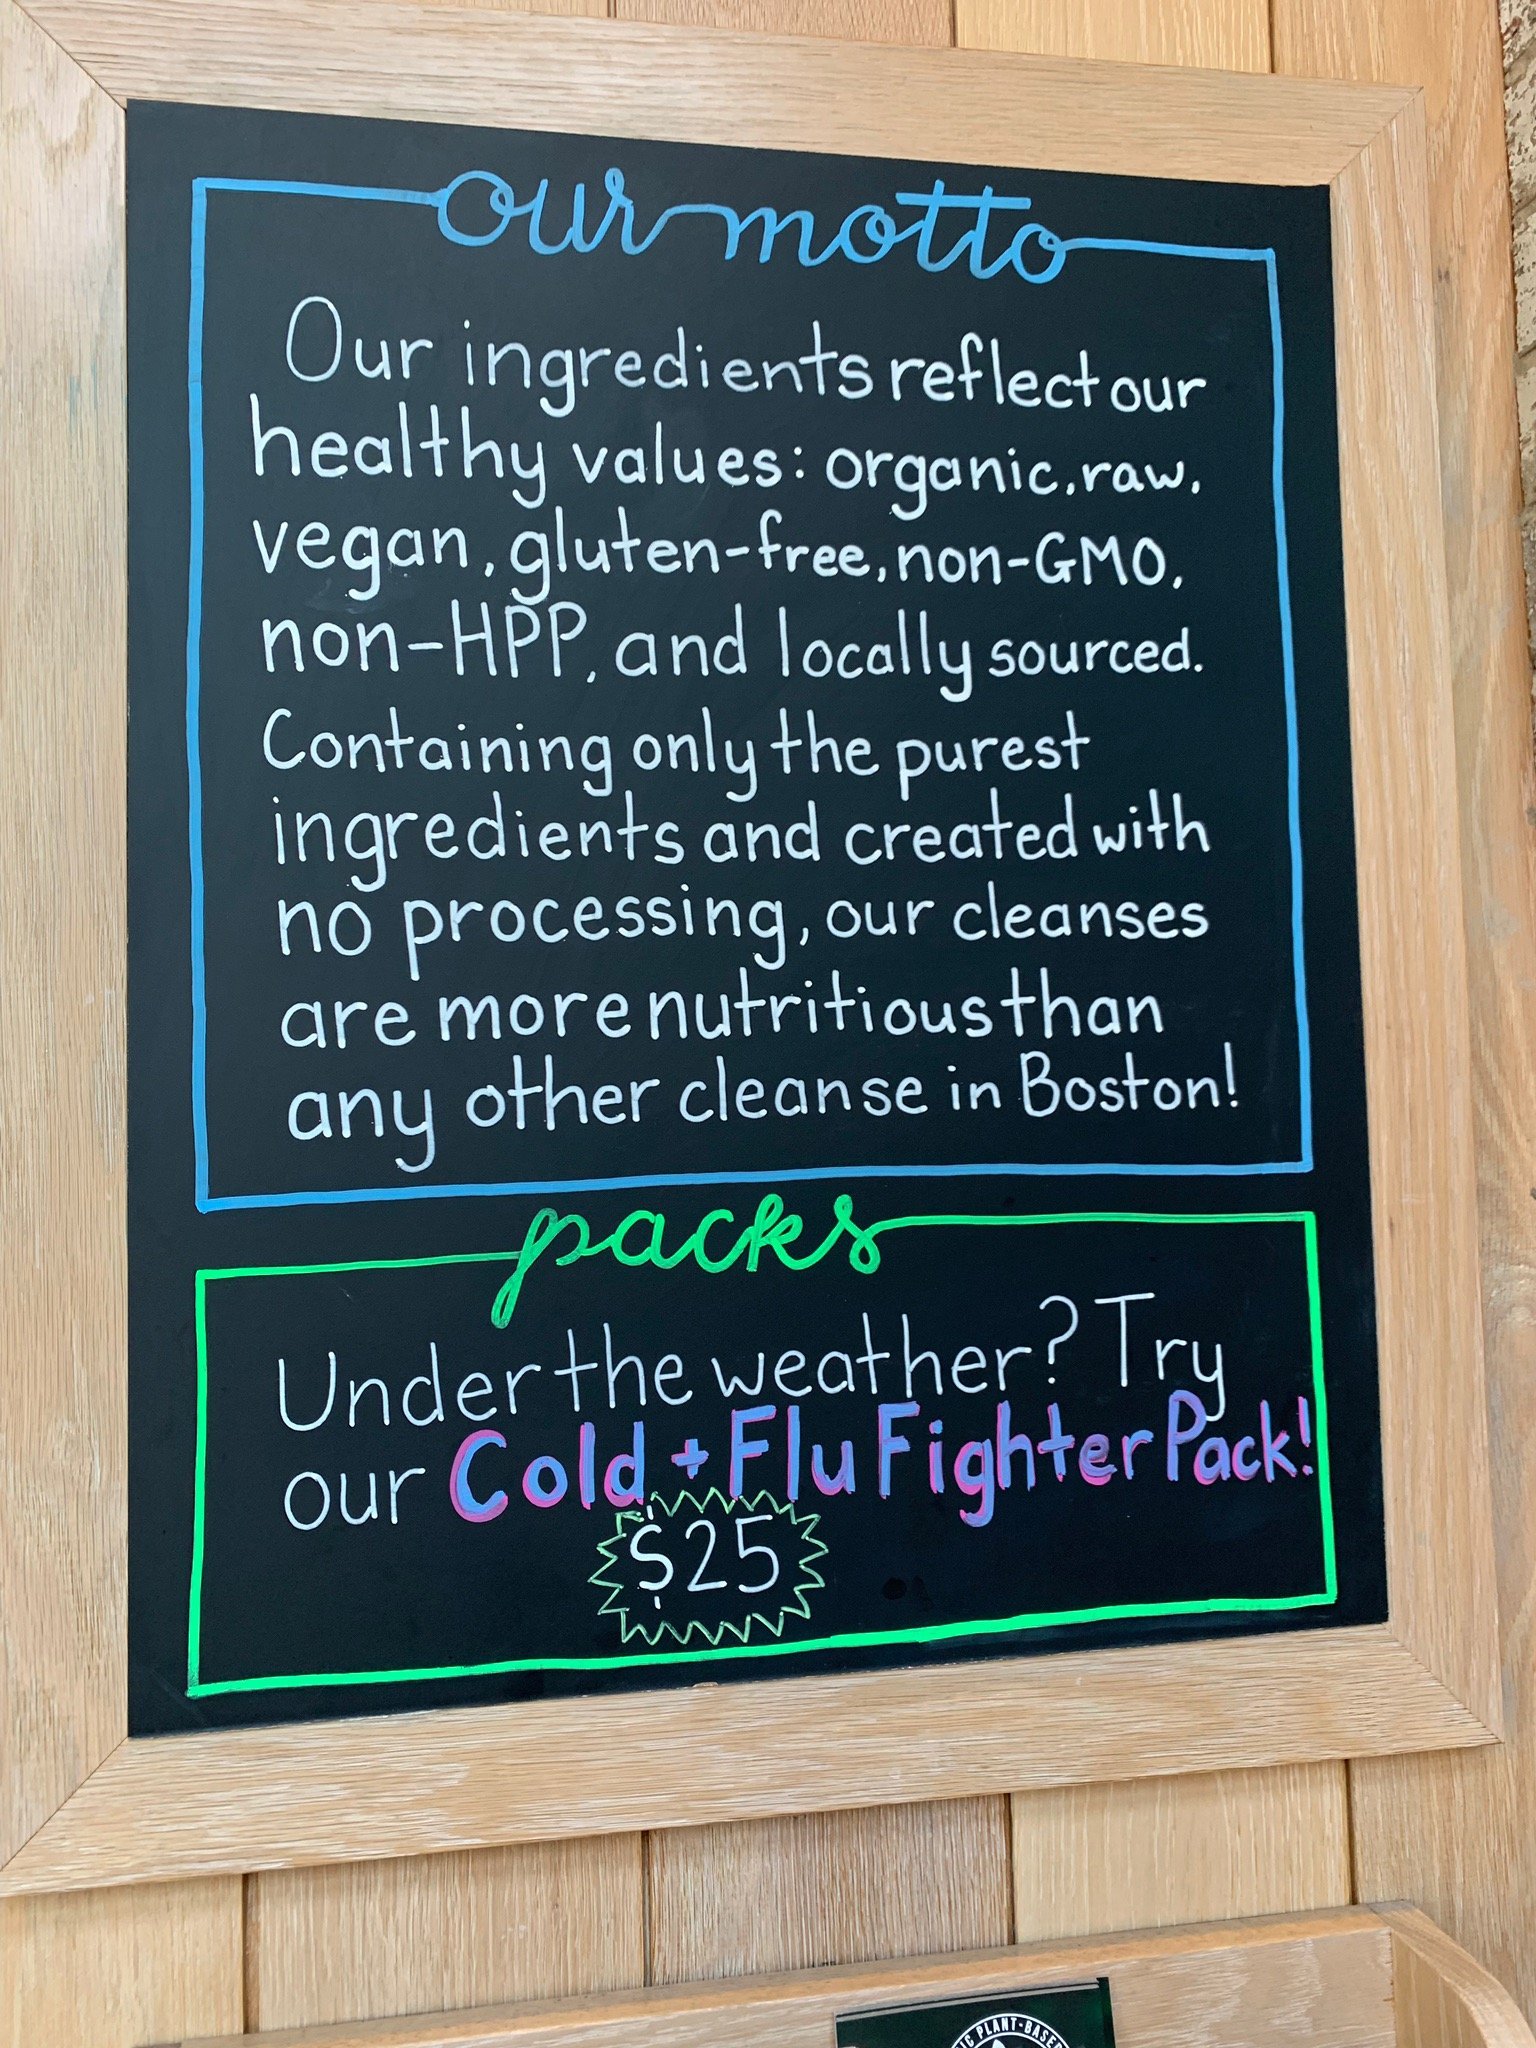 our motto
Our ingredients reflect our
healthy values: organic, raw,
vegan, gluten-free, non-GMO,
non-HPP, and locally sourced.
Containing only the purest
ingredients and created with
no processing, our cleanses
are more nutritious than
any other cleanse in Boston!
packs
Under the weather? Try
our Cold + Flu Fighter Pack!
$25
PLANT-BASED